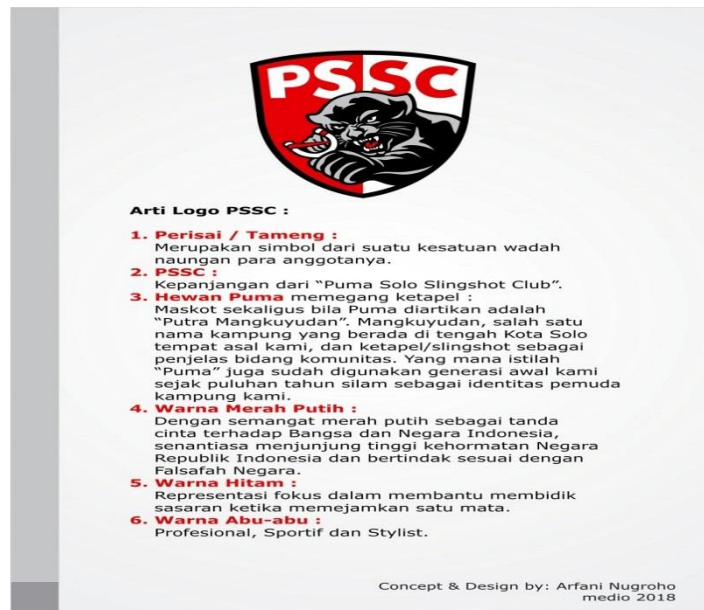 PSSC
Arti Logo PSSC :
1. Perisai / Tameng :
Merupakan simbol dari suatu kesatuan wadah
naungan para anggotanya.
2. PSSC :
Kepanjangan dari “Puma Solo Slingshot Club”.
3. Hewan Puma memegang ketapel :
Maskot sekaligus bila Puma diartikan adalah
“Putra Mangkuyudan”. Mangkuyudan, salah satu
nama kampung yang berada di tengah Kota Solo
tempat asal kami, dan ketapel/slingshot sebagai
penjelas bidang komunitas. Yang mana istilah
“Puma” juga sudah digunakan generasi awal kami
sejak puluhan tahun silam sebagai identitas pemuda
kampung kami.
4. Warna Merah Putih :
Dengan semangat merah putih sebagai tanda
cinta terhadap Bangsa dan Negara Indonesia,
senantiasa menjunjung tinggi kehormatan Negara
Republik Indonesia dan bertindak sesuai dengan
Falsafah Negara.
5. Warna Hitam :
Representasi fokus dalam membantu membidik
sasaran ketika memejamkan satu mata.
6. Warna Abu-abu :
Profesional, Sportif dan Stylist.
Concept & Design by: Arfani Nugroho
medio 2018